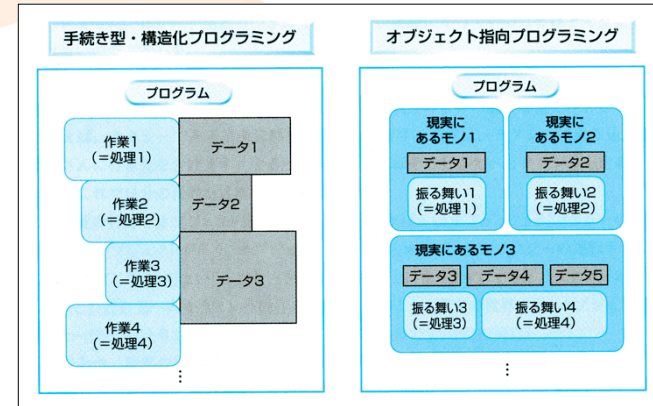 手続き型・構造化プログラミング
プログラム
作業1
(=処理1)
データ1
作業2
(=処理2)
データ2
作業3
(=処理3)
データ3
作業4
(=処理4)
⋮
オブジェクト指向プログラミング
プログラム
現実に
あるモノ1
データ1
振る舞い1
(=処理1)
現実に
あるモノ2
データ2
振る舞い2
(=処理2)
現実にあるモノ3
データ3 データ4 データ5
振る舞い3
(=処理3)
振る舞い4
(=処理4)
⋮